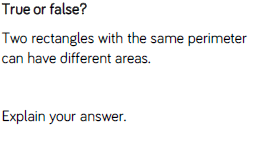 True or false?
Two rectangles with the same perimeter
can have different areas.
Explain your answer.